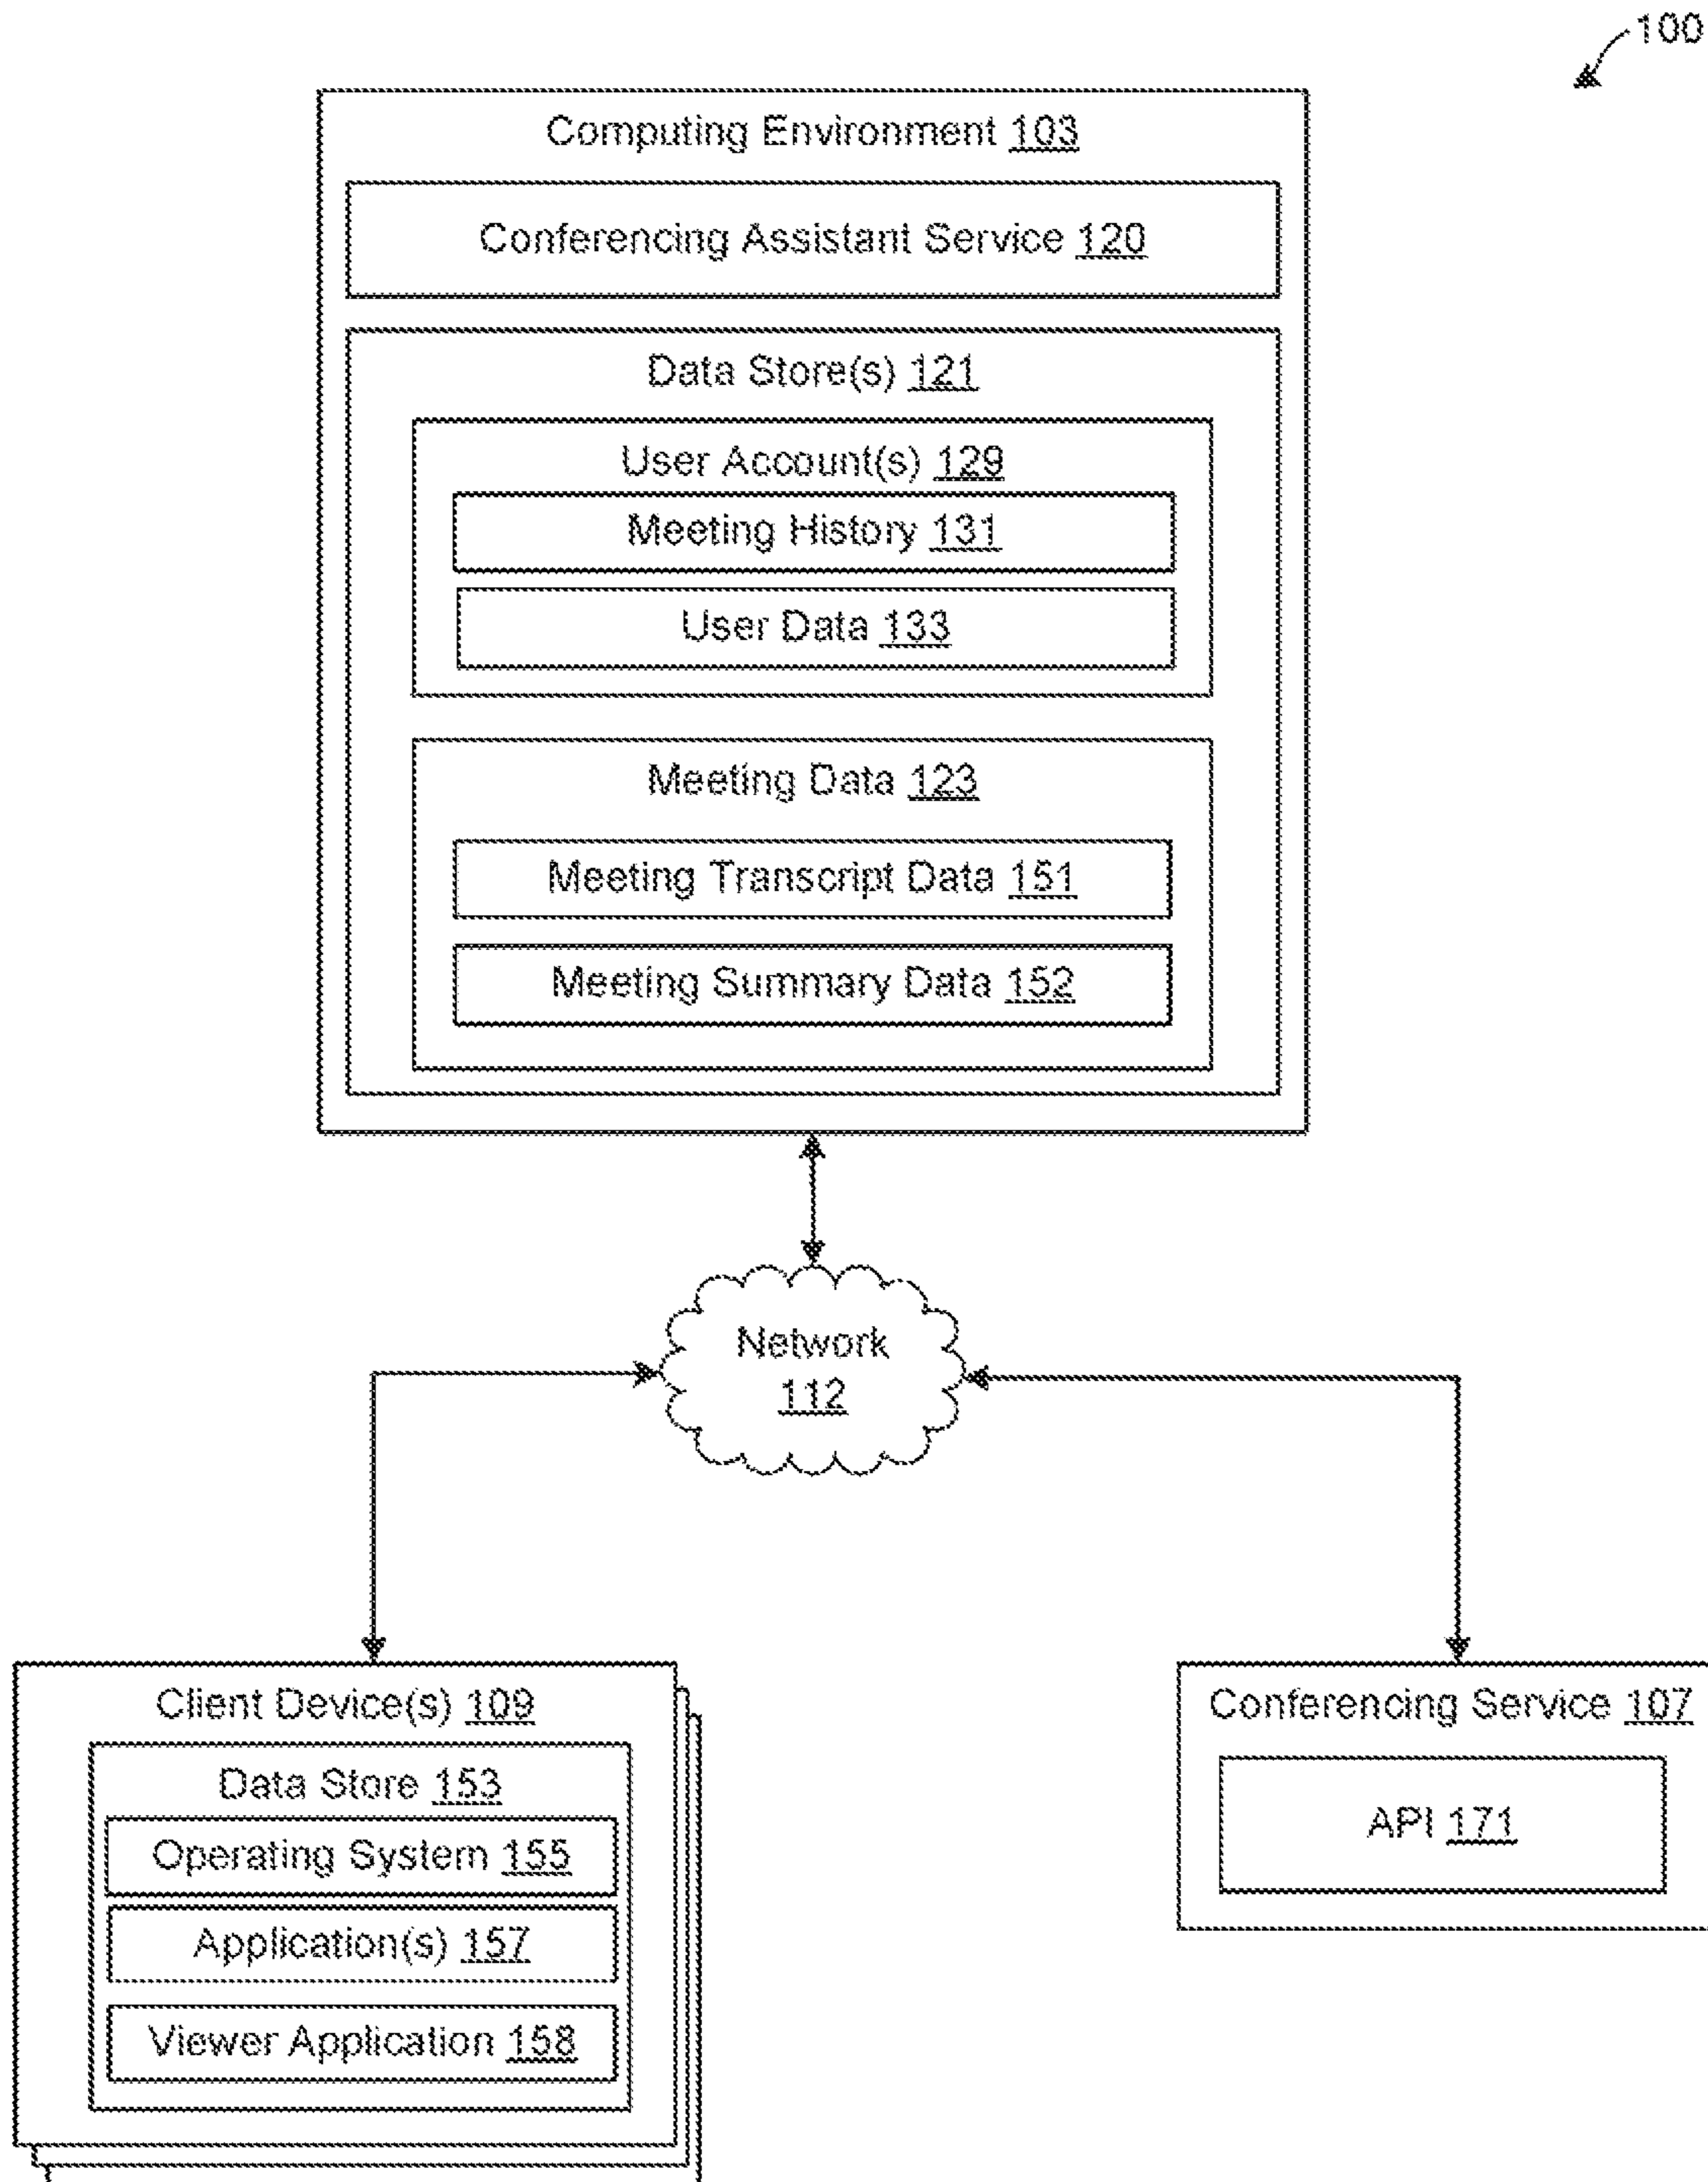 100
Computing Environment 103
Conferencing Assistant Service 120
Data Store(s) 121
User Account(s) 129
Meeting History 131
User Data 133
Meeting Data 123
Meeting Transcript Data 151
Meeting Summary Data 152
Network
112
Client Device(s) 109
Data Store 153
Operating System 155
Application(s) 157
Viewer Application 158
Conferencing Service 107
API 171